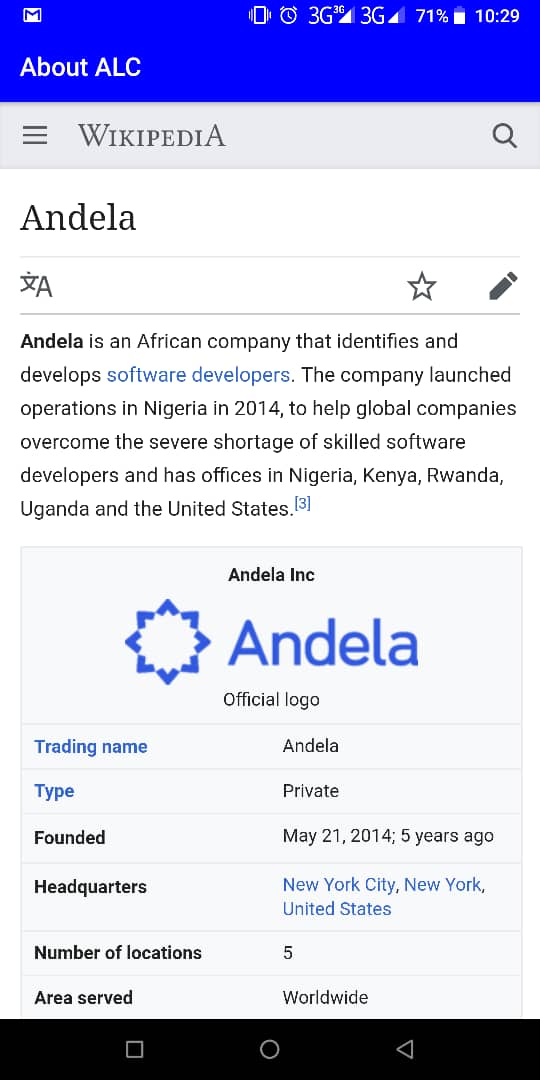 3G 3G 3G 71% 10:29
About ALC
WIKIPEDIA
Andela
文A
Andela is an African company that identifies and
develops software developers. The company launched
operations in Nigeria in 2014, to help global companies
overcome the severe shortage of skilled software
developers and has offices in Nigeria, Kenya, Rwanda,
Uganda and the United States.[3]
Andela Inc
Andela
Official logo
Trading name Andela
Type Private
Founded May 21, 2014; 5 years ago
Headquarters New York City, New York,
United States
Number of locations 5
Area served Worldwide